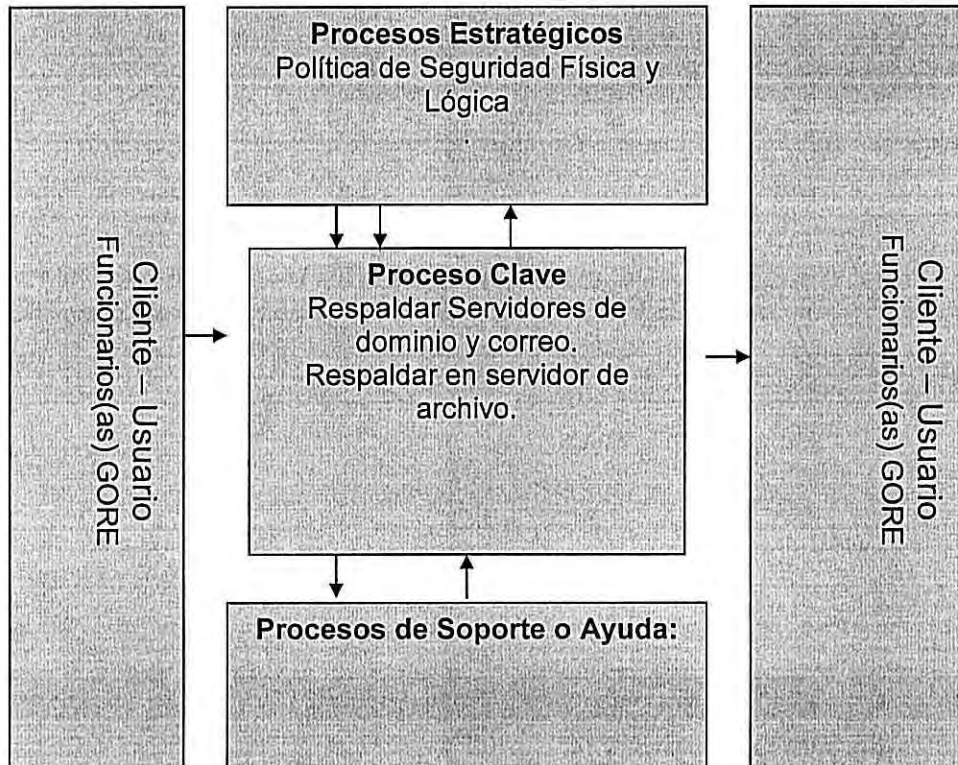 Cliente – Usuario
Funcionarios(as) GORE
Procesos Estratégicos
Política de Seguridad Física y
Lógica
.
Proceso Clave
Respaldar Servidores de
dominio y correo.
Respaldar en servidor de
archivo.
Procesos de Soporte o Ayuda:
Cliente – Usuario
Funcionarios(as) GORE